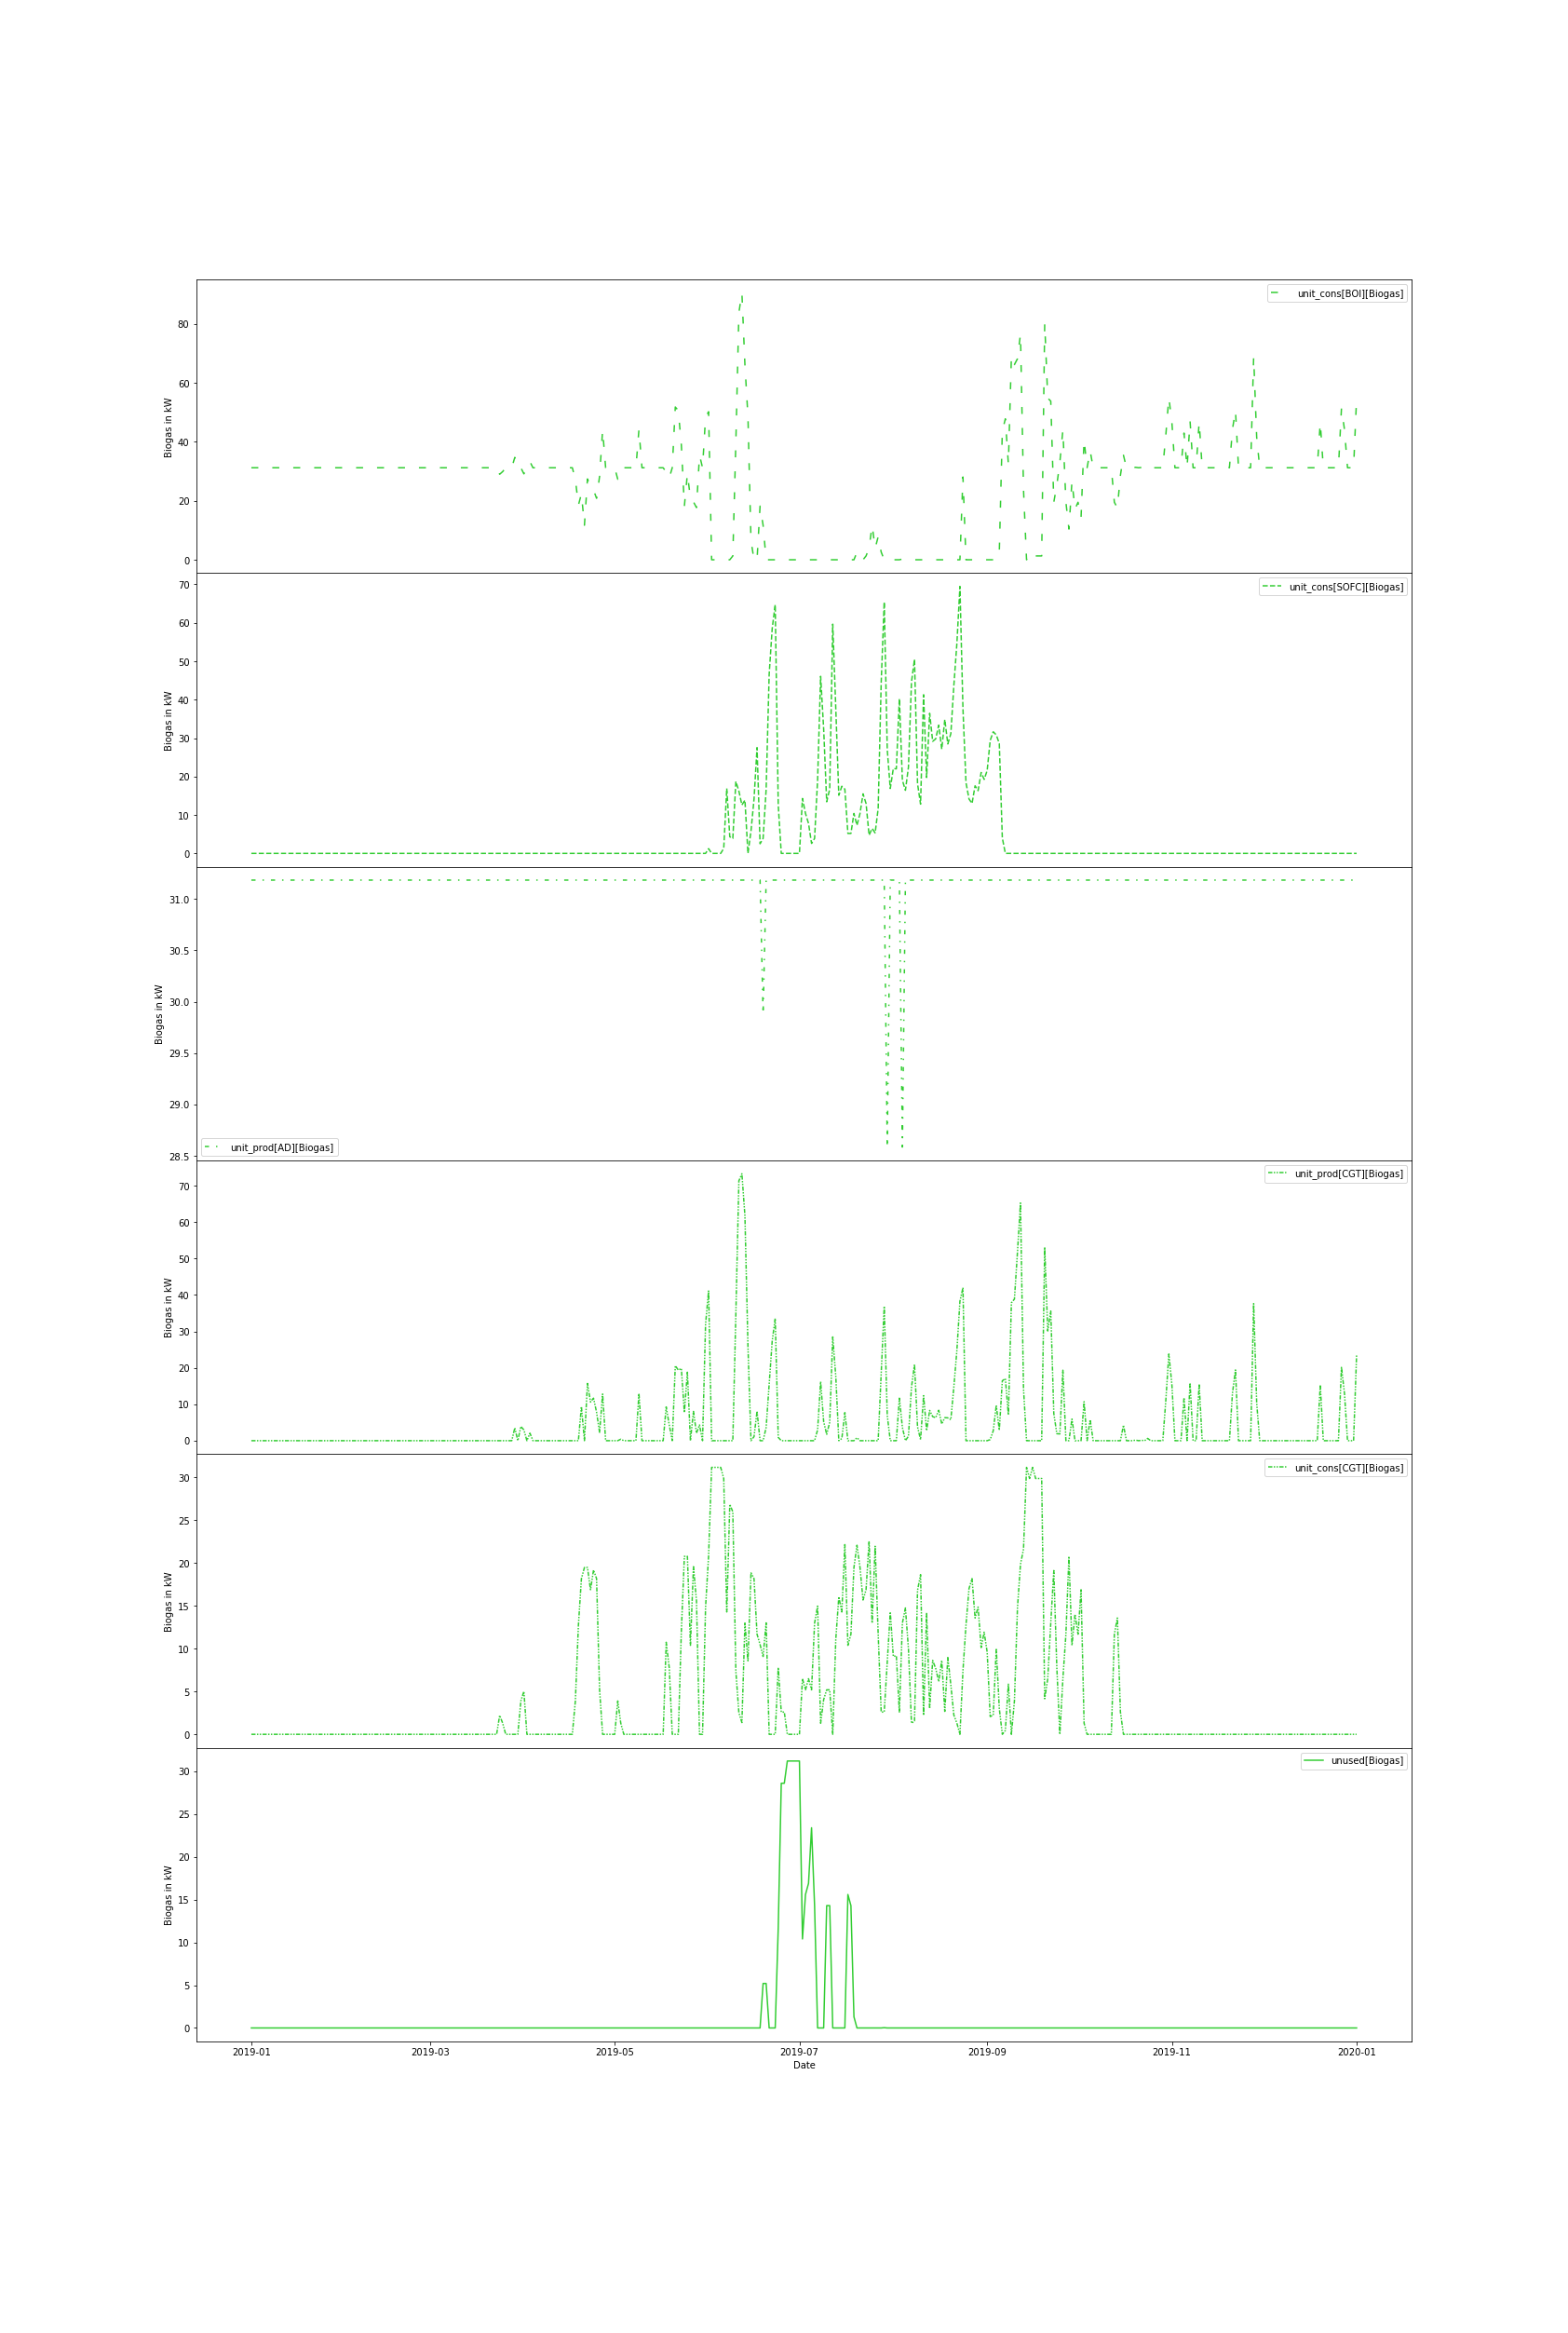 unit_cons[BOI][Biogas]
80
60
40
20
0
Biogas in kW
unit_cons[SOFC][Biogas]
70
60
50
40
30
20
10
0
Biogas in kW
31.0
30.5
30.0
29.5
29.0
28.5
Biogas in kW
unit_prod[AD][Biogas]
unit_prod[CGT][Biogas]
70
60
50
40
30
20
10
0
Biogas in kW
unit_cons[CGT][Biogas]
30
25
20
15
10
5
0
Biogas in kW
unused[Biogas]
30
25
20
15
10
5
0
Biogas in kW
2019-01 2019-03 2019-05 2019-07 2019-09 2019-11 2020-01
Date